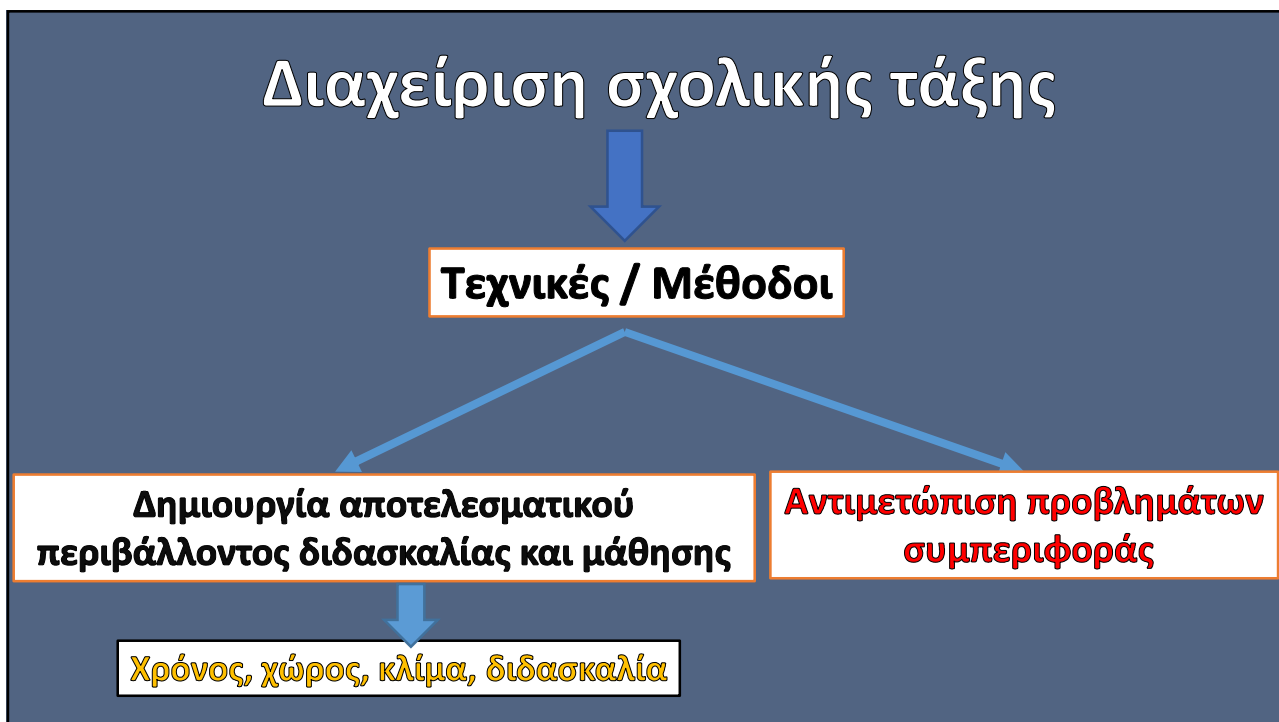 Διαχείριση σχολικής τάξης
Τεχνικές / Μέθοδοι
Δημιουργία αποτελεσματικού
περιβάλλοντος διδασκαλίας και μάθησης
Αντιμετώπιση προβλημάτων
συμπεριφοράς
Χρόνος, χώρος, κλίμα, διδασκαλία